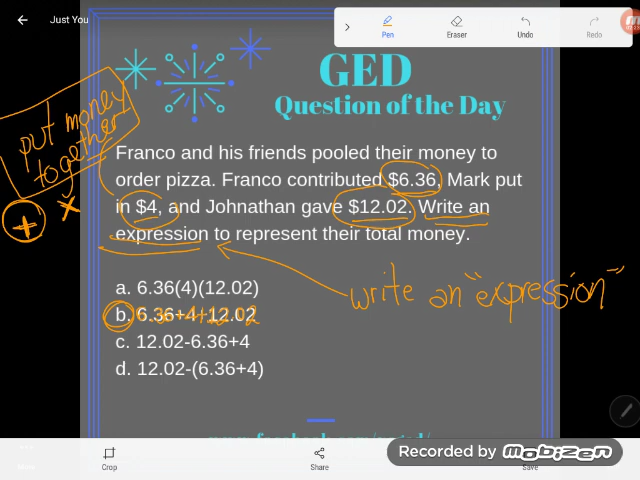 Just You
Pen
Eraser
Undo
Redo
GED
Question of the Day
put money
together
+ x
Franco and his friends pooled their money to
order pizza. Franco contributed $6.36, Mark put
in $4, and Johnathan gave $12.02. Write an
expression to represent their total money.
write an "expression"
a. 6.36(4)(12.02)
b. 6.36+4+12.02
c. 12.02-6.36+4
d. 12.02-(6.36+4)
Crop
Share
Save
Recorded by Mobizen